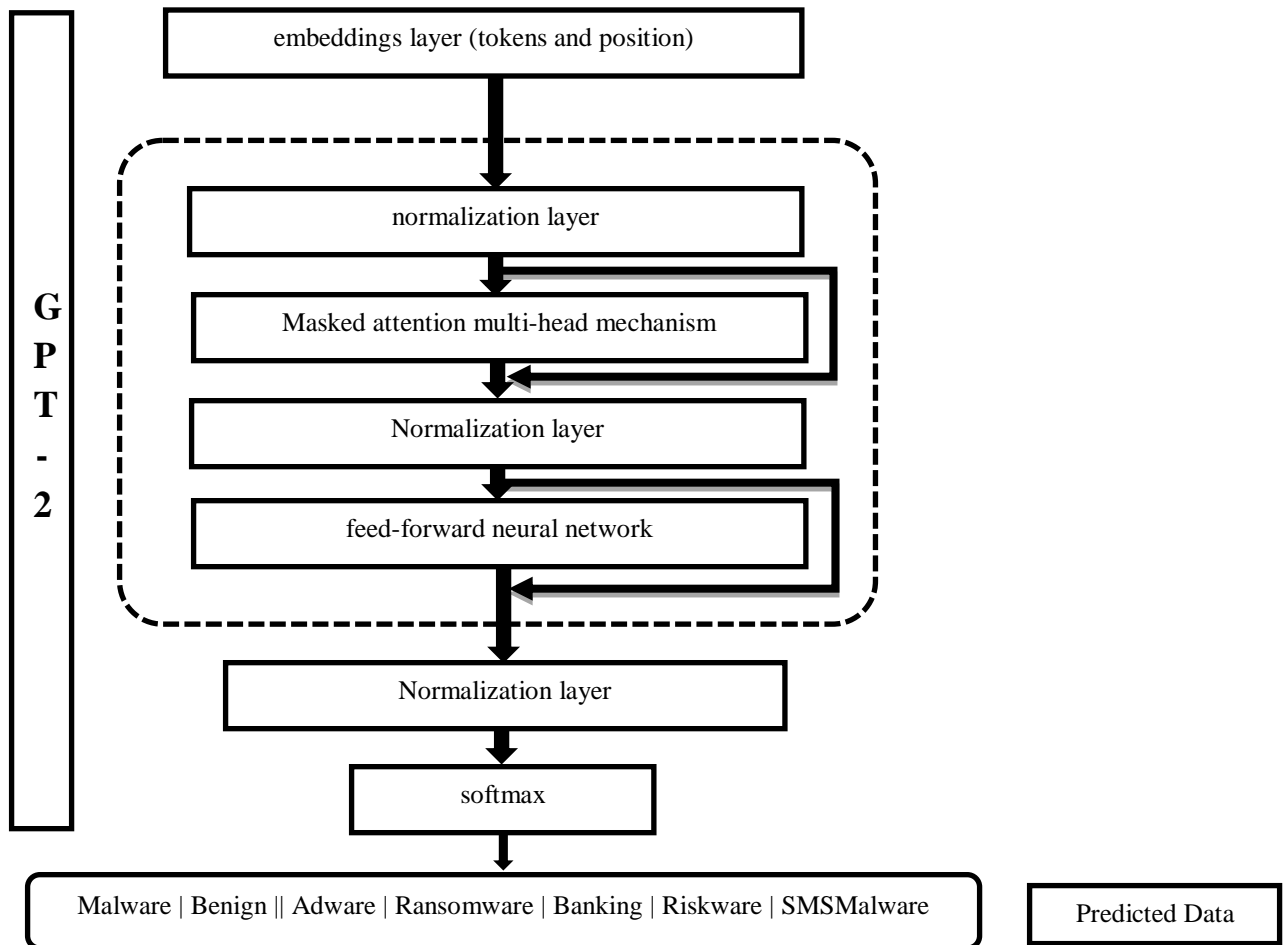 embeddings layer (tokens and position)
normalization layer
Masked attention multi-head mechanism
Normalization layer
feed-forward neural network
Normalization layer
softmax
G
P
T
-
2
Malware | Benign || Adware | Ransomware | Banking | Riskware | SMSMalware
Predicted Data